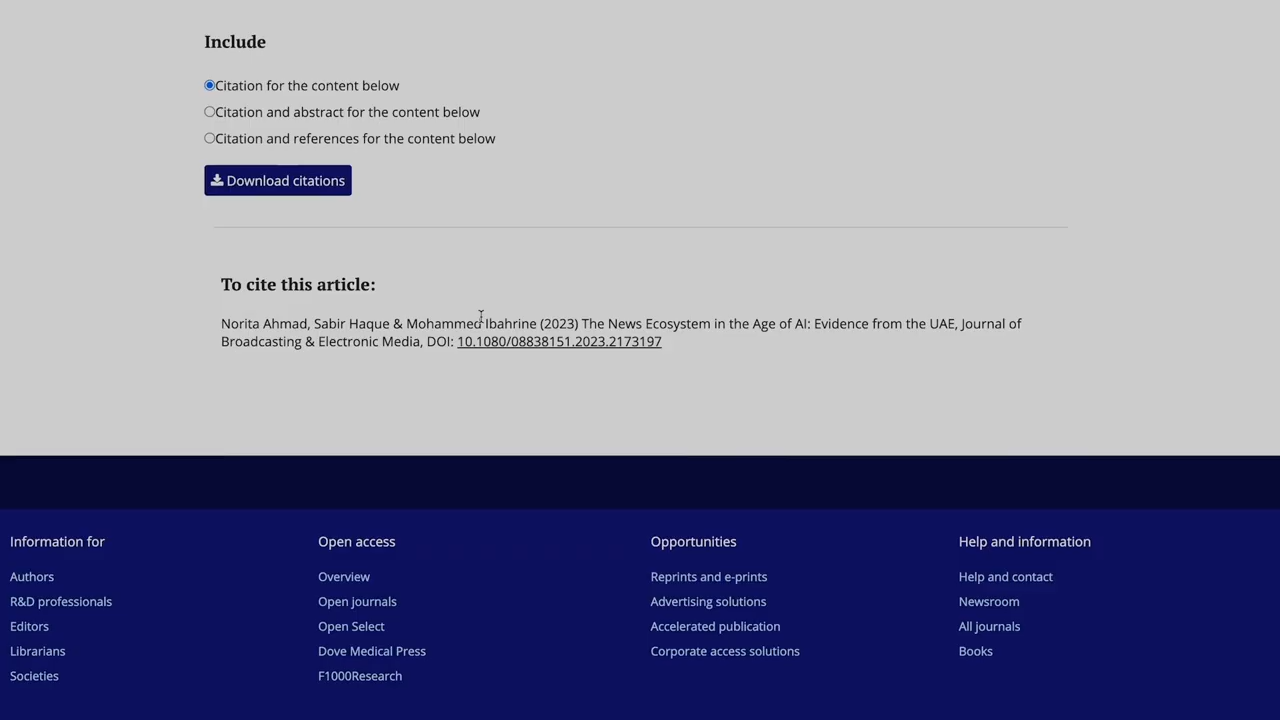 Include
Citation for the content below
Citation and abstract for the content below
Citation and references for the content below
Download citations
To cite this article:
Norita Ahmad, Sabir Haque & Mohammed Ibahrine (2023) The News Ecosystem in the Age of AI: Evidence from the UAE, Journal of
Broadcasting & Electronic Media, DOI: 10.1080/08838151.2023.2173197
Information for
Authors
R&D professionals
Editors
Librarians
Societies
Open access
Overview
Open journals
Open Select
Dove Medical Press
F1000Research
Opportunities
Reprints and e-prints
Advertising solutions
Accelerated publication
Corporate access solutions
Help and information
Help and contact
Newsroom
All journals
Books